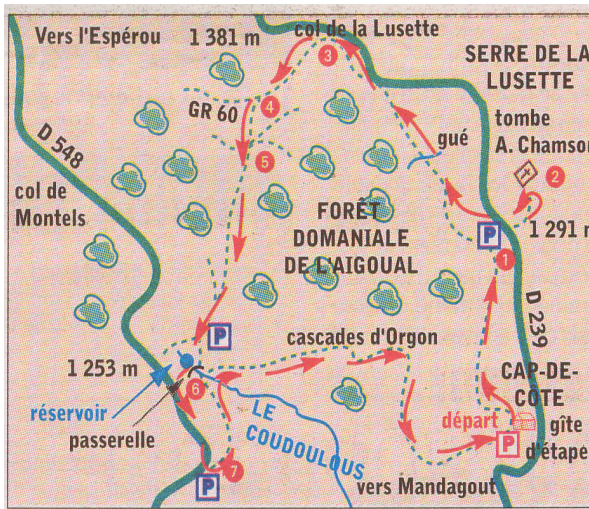 Vers l'Espérou
1 381 m
col de la Lusette
SERRE DE LA
LUSETTE
3
4
GR 60
gué
tombe
A. Chamson
2
D 548
5
col de
Montels
FORÊT
DOMANIALE
DE L'AIGOUAL
P
1 291 m
1
D 239
P
cascades d'Orgon
1 253 m
6
CAP-DE-
CÔTE
réservoir
passerelle
LE
COUDOULOUS
départ
gîte
d'étape
P
7
P
vers Mandagout